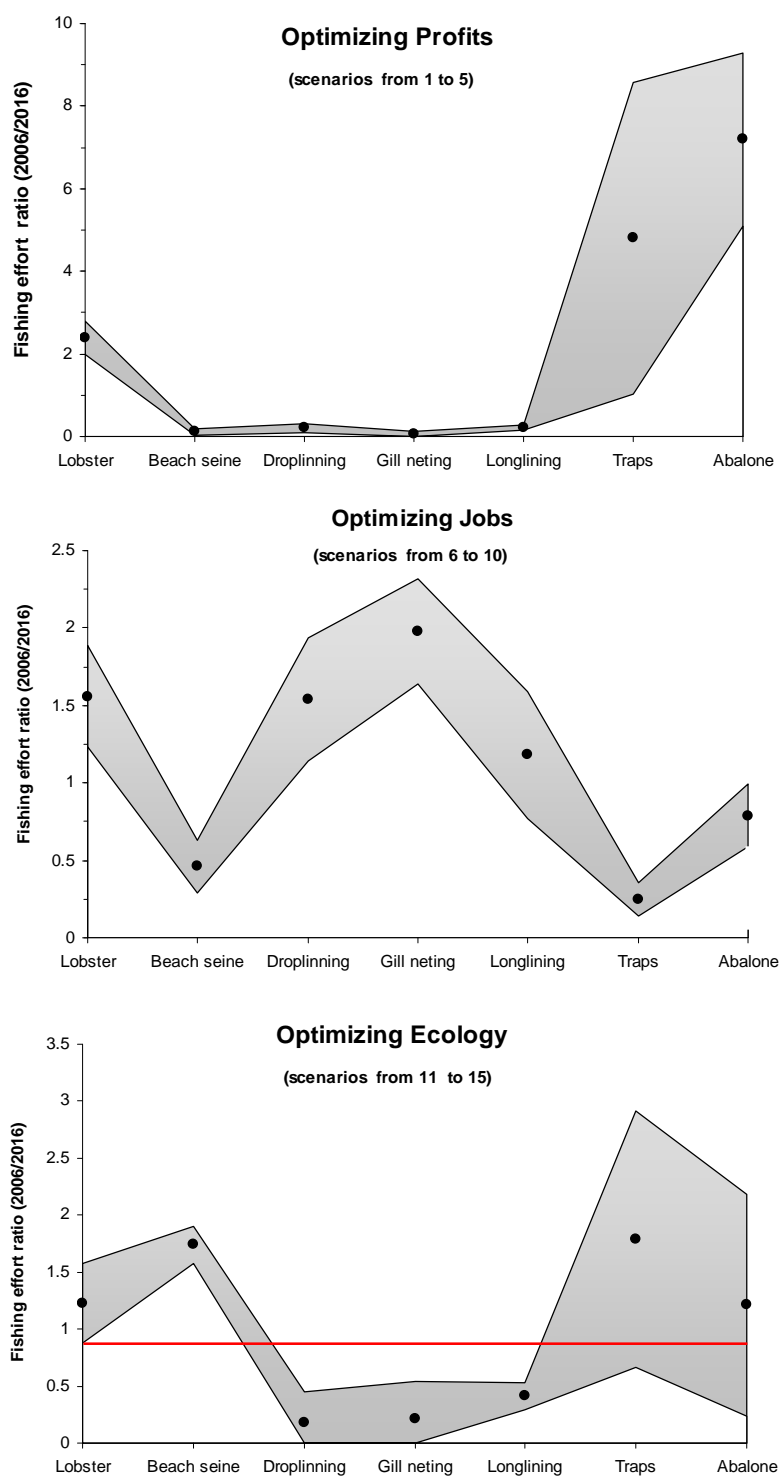 Optimizing Profits
(scenarios from 1 to 5)
Fishing effort ratio (2006/2016)
10
8
6
4
2
0
Lobster Beach seine Droplinning Gill neting Longlining Traps Abalone
Optimizing Jobs
(scenarios from 6 to 10)
Fishing effort ratio (2006/2016)
2.5
2
1.5
1
0.5
0
Lobster Beach seine Droplinning Gill neting Longlining Traps Abalone
Optimizing Ecology
(scenarios from 11 to 15)
Fishing effort ratio (2006/2016)
3.5
3
2.5
2
1.5
1
0.5
0
Lobster Beach seine Droplinning Gill neting Longlining Traps Abalone